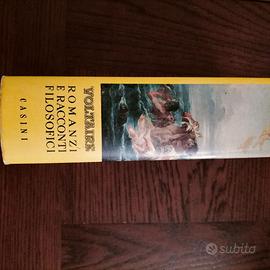 VOLTAIRE
ROMANZI
E RACCONTI
FILOSOFICI
CASINI
subito